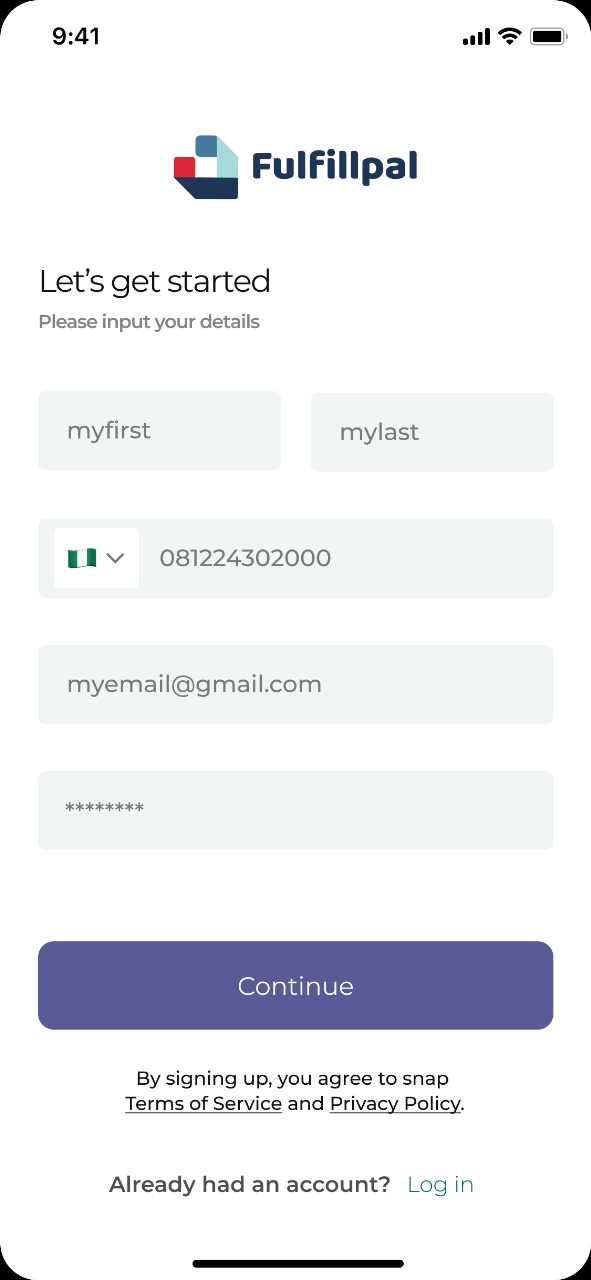 9:41
Fulfillpal
Let's get started
Please input your details
myfirst mylast
081224302000
myemail@gmail.com
********
Continue
By signing up, you agree to snap
Terms of Service and Privacy Policy.
Already had an account? Log in